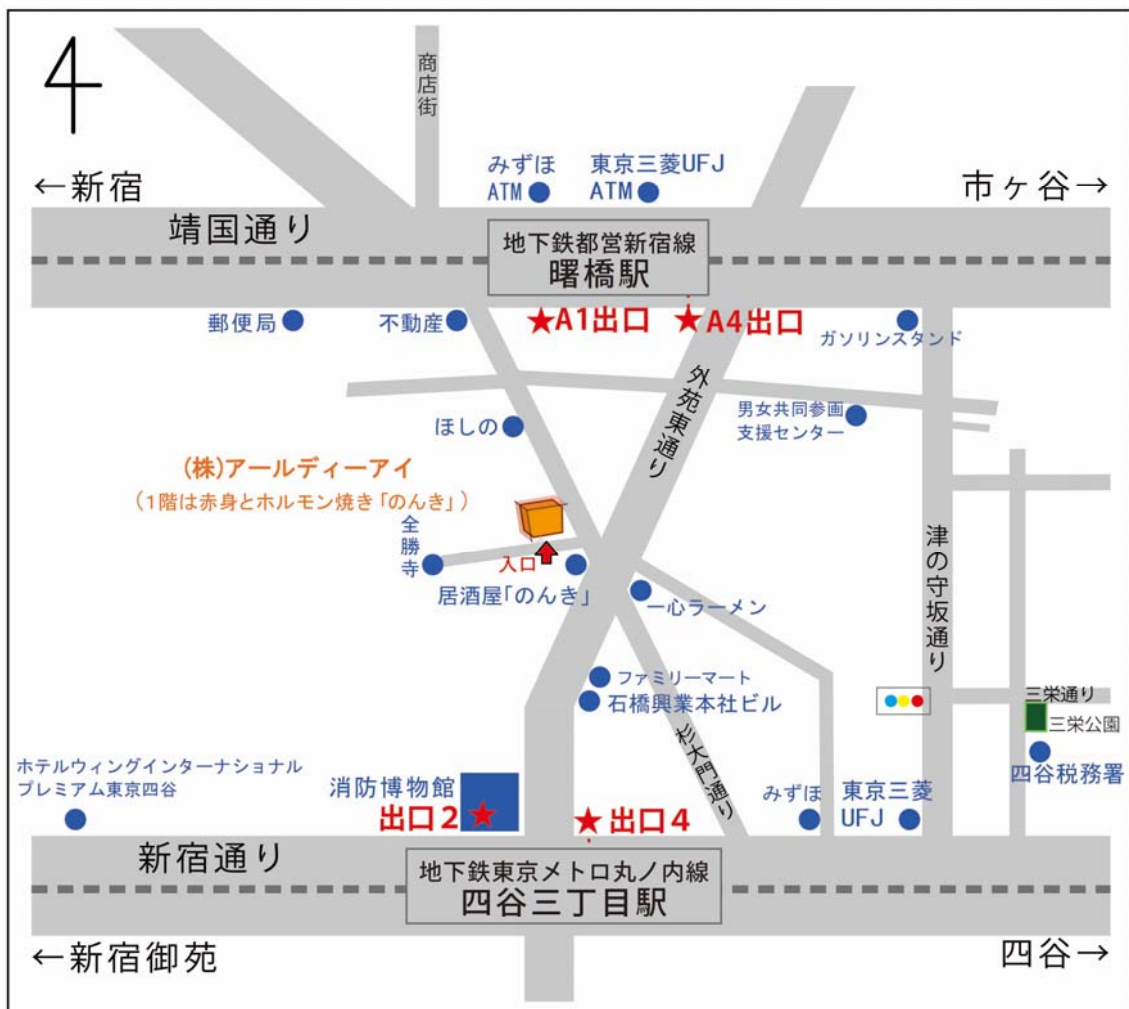 商店街
みずほ
ATM
東京三菱UFJ
ATM
←新宿
市ヶ谷→
靖国通り
地下鉄都営新宿線
曙橋駅
郵便局
不動産
★A1出口
★A4出口
ガソリンスタンド
外苑東通り
ほしの
男女共同参画
支援センター
(株)アールディーアイ
(1階は赤身とホルモン焼き「のんき」)
全勝寺
入口
居酒屋「のんき」
一心ラーメン
津の守坂通り
ファミリーマート
石橋興業本社ビル
三栄通り
三栄公園
四谷税務署
杉大門通り
ホテルウィングインターナショナル
プレミアム東京四谷
消防博物館
出口2★
★出口4
みずほ
東京三菱
UFJ
新宿通り
地下鉄東京メトロ丸ノ内線
四谷三丁目駅
←新宿御苑
四谷→